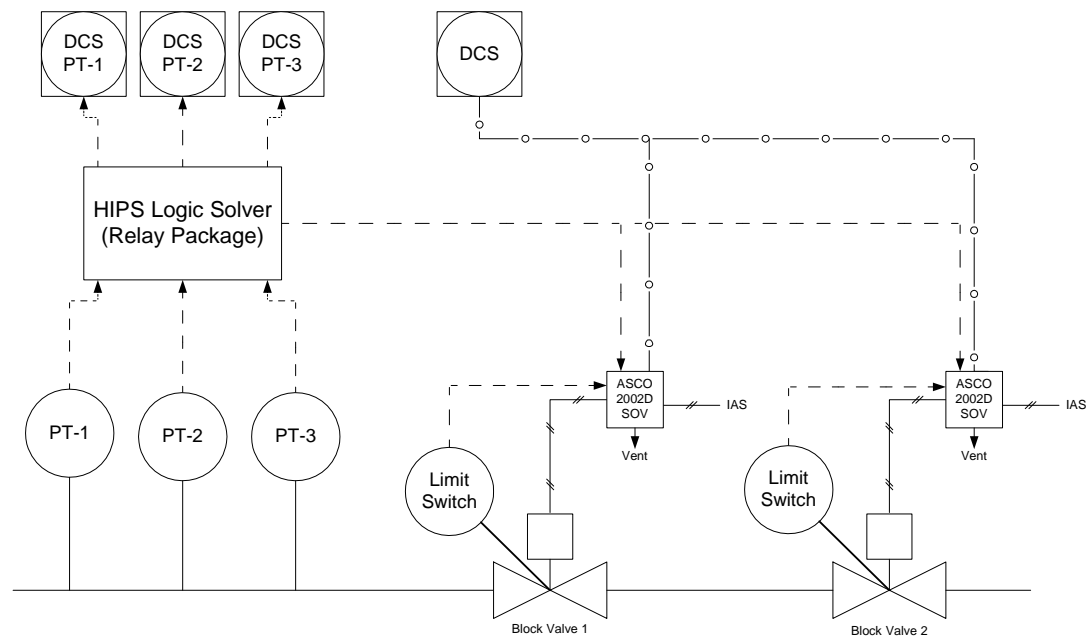 DCS
PT-1
DCS
PT-2
DCS
PT-3
DCS
HIPS Logic Solver
(Relay Package)
ASCO
2002D
SOV
IAS
Vent
ASCO
2002D
SOV
IAS
Vent
PT-1
PT-2
PT-3
Limit
Switch
Limit
Switch
Block Valve 1
Block Valve 2